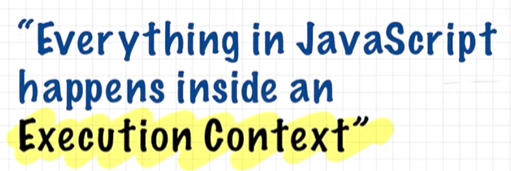 “Everything in JavaScript
happens inside an
Execution Context”